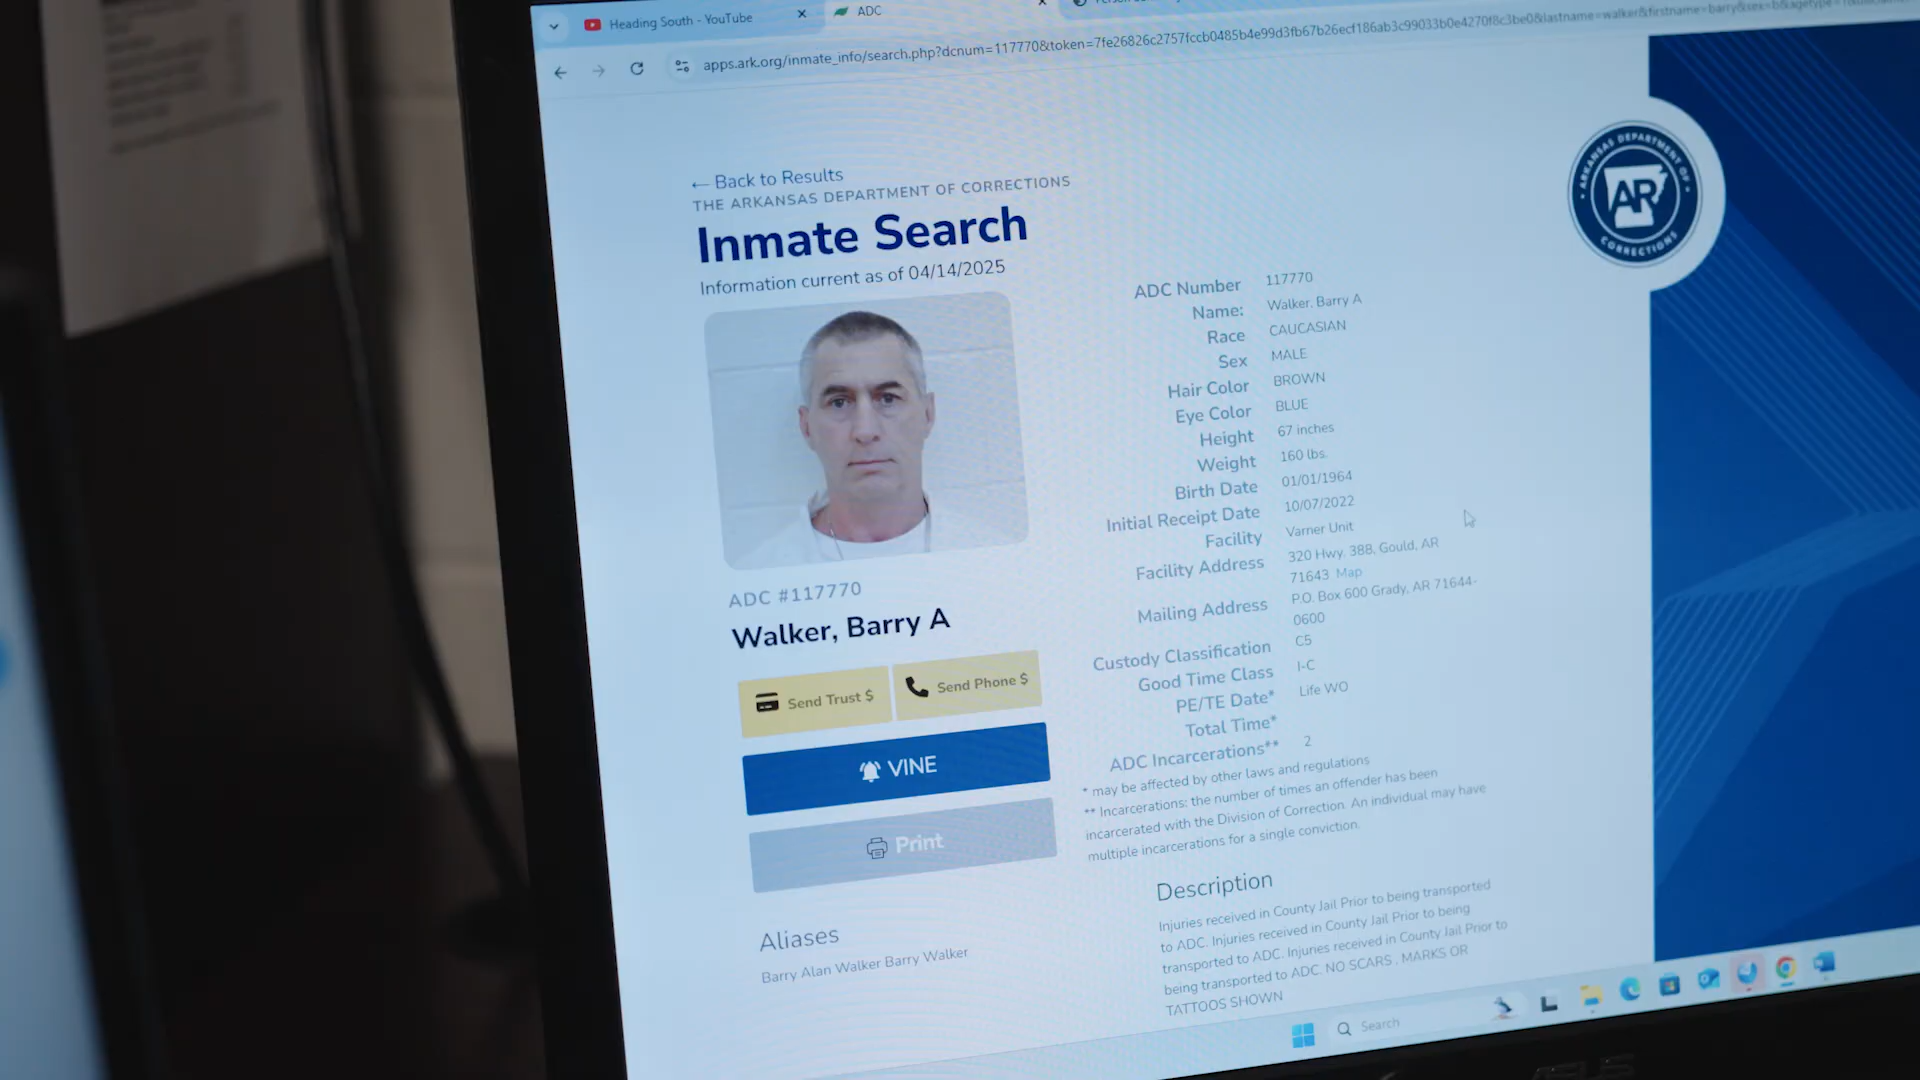 Heading South - YouTube
ADC
apps.ark.org/inmate_info/search.php?dcnum=117770&token=7fe26826c2757fccb0485b4e99d3fb67b26ecf186ab3c99033b0e4270f8c3be0&lastname=walker&firstname=barry&sex=b&agetype=
← Back to Results
THE ARKANSAS DEPARTMENT OF CORRECTIONS
Inmate Search
Information current as of 04/14/2025
ARKANSAS DEPARTMENT OF
AR
CORRECTIONS
ADC #117770
Walker, Barry A
Send Trust $
Send Phone $
VINE
Print
Aliases
Barry Alan Walker Barry Walker
ADC Number 117770
Name: Walker, Barry A
Race CAUCASIAN
Sex MALE
Hair Color BROWN
Eye Color BLUE
Height 67 inches
Weight 160 lbs.
Birth Date 01/01/1964
Initial Receipt Date 10/07/2022
Facility Varner Unit
Facility Address 320 Hwy. 388, Gould, AR
71643 Map
Mailing Address P.O. Box 600 Grady, AR 71644-
0600
Custody Classification C5
Good Time Class I-C
PE/TE Date* Life WO
Total Time*
ADC Incarcerations** 2
* may be affected by other laws and regulations
** Incarcerations: the number of times an offender has been
incarcerated with the Division of Correction. An individual may have
multiple incarcerations for a single conviction.
Description
Injuries received in County Jail Prior to being transported
to ADC. Injuries received in County Jail Prior to being
transported to ADC. Injuries received in County Jail Prior to
being transported to ADC. NO SCARS , MARKS OR
TATTOOS SHOWN
Search
ASUS